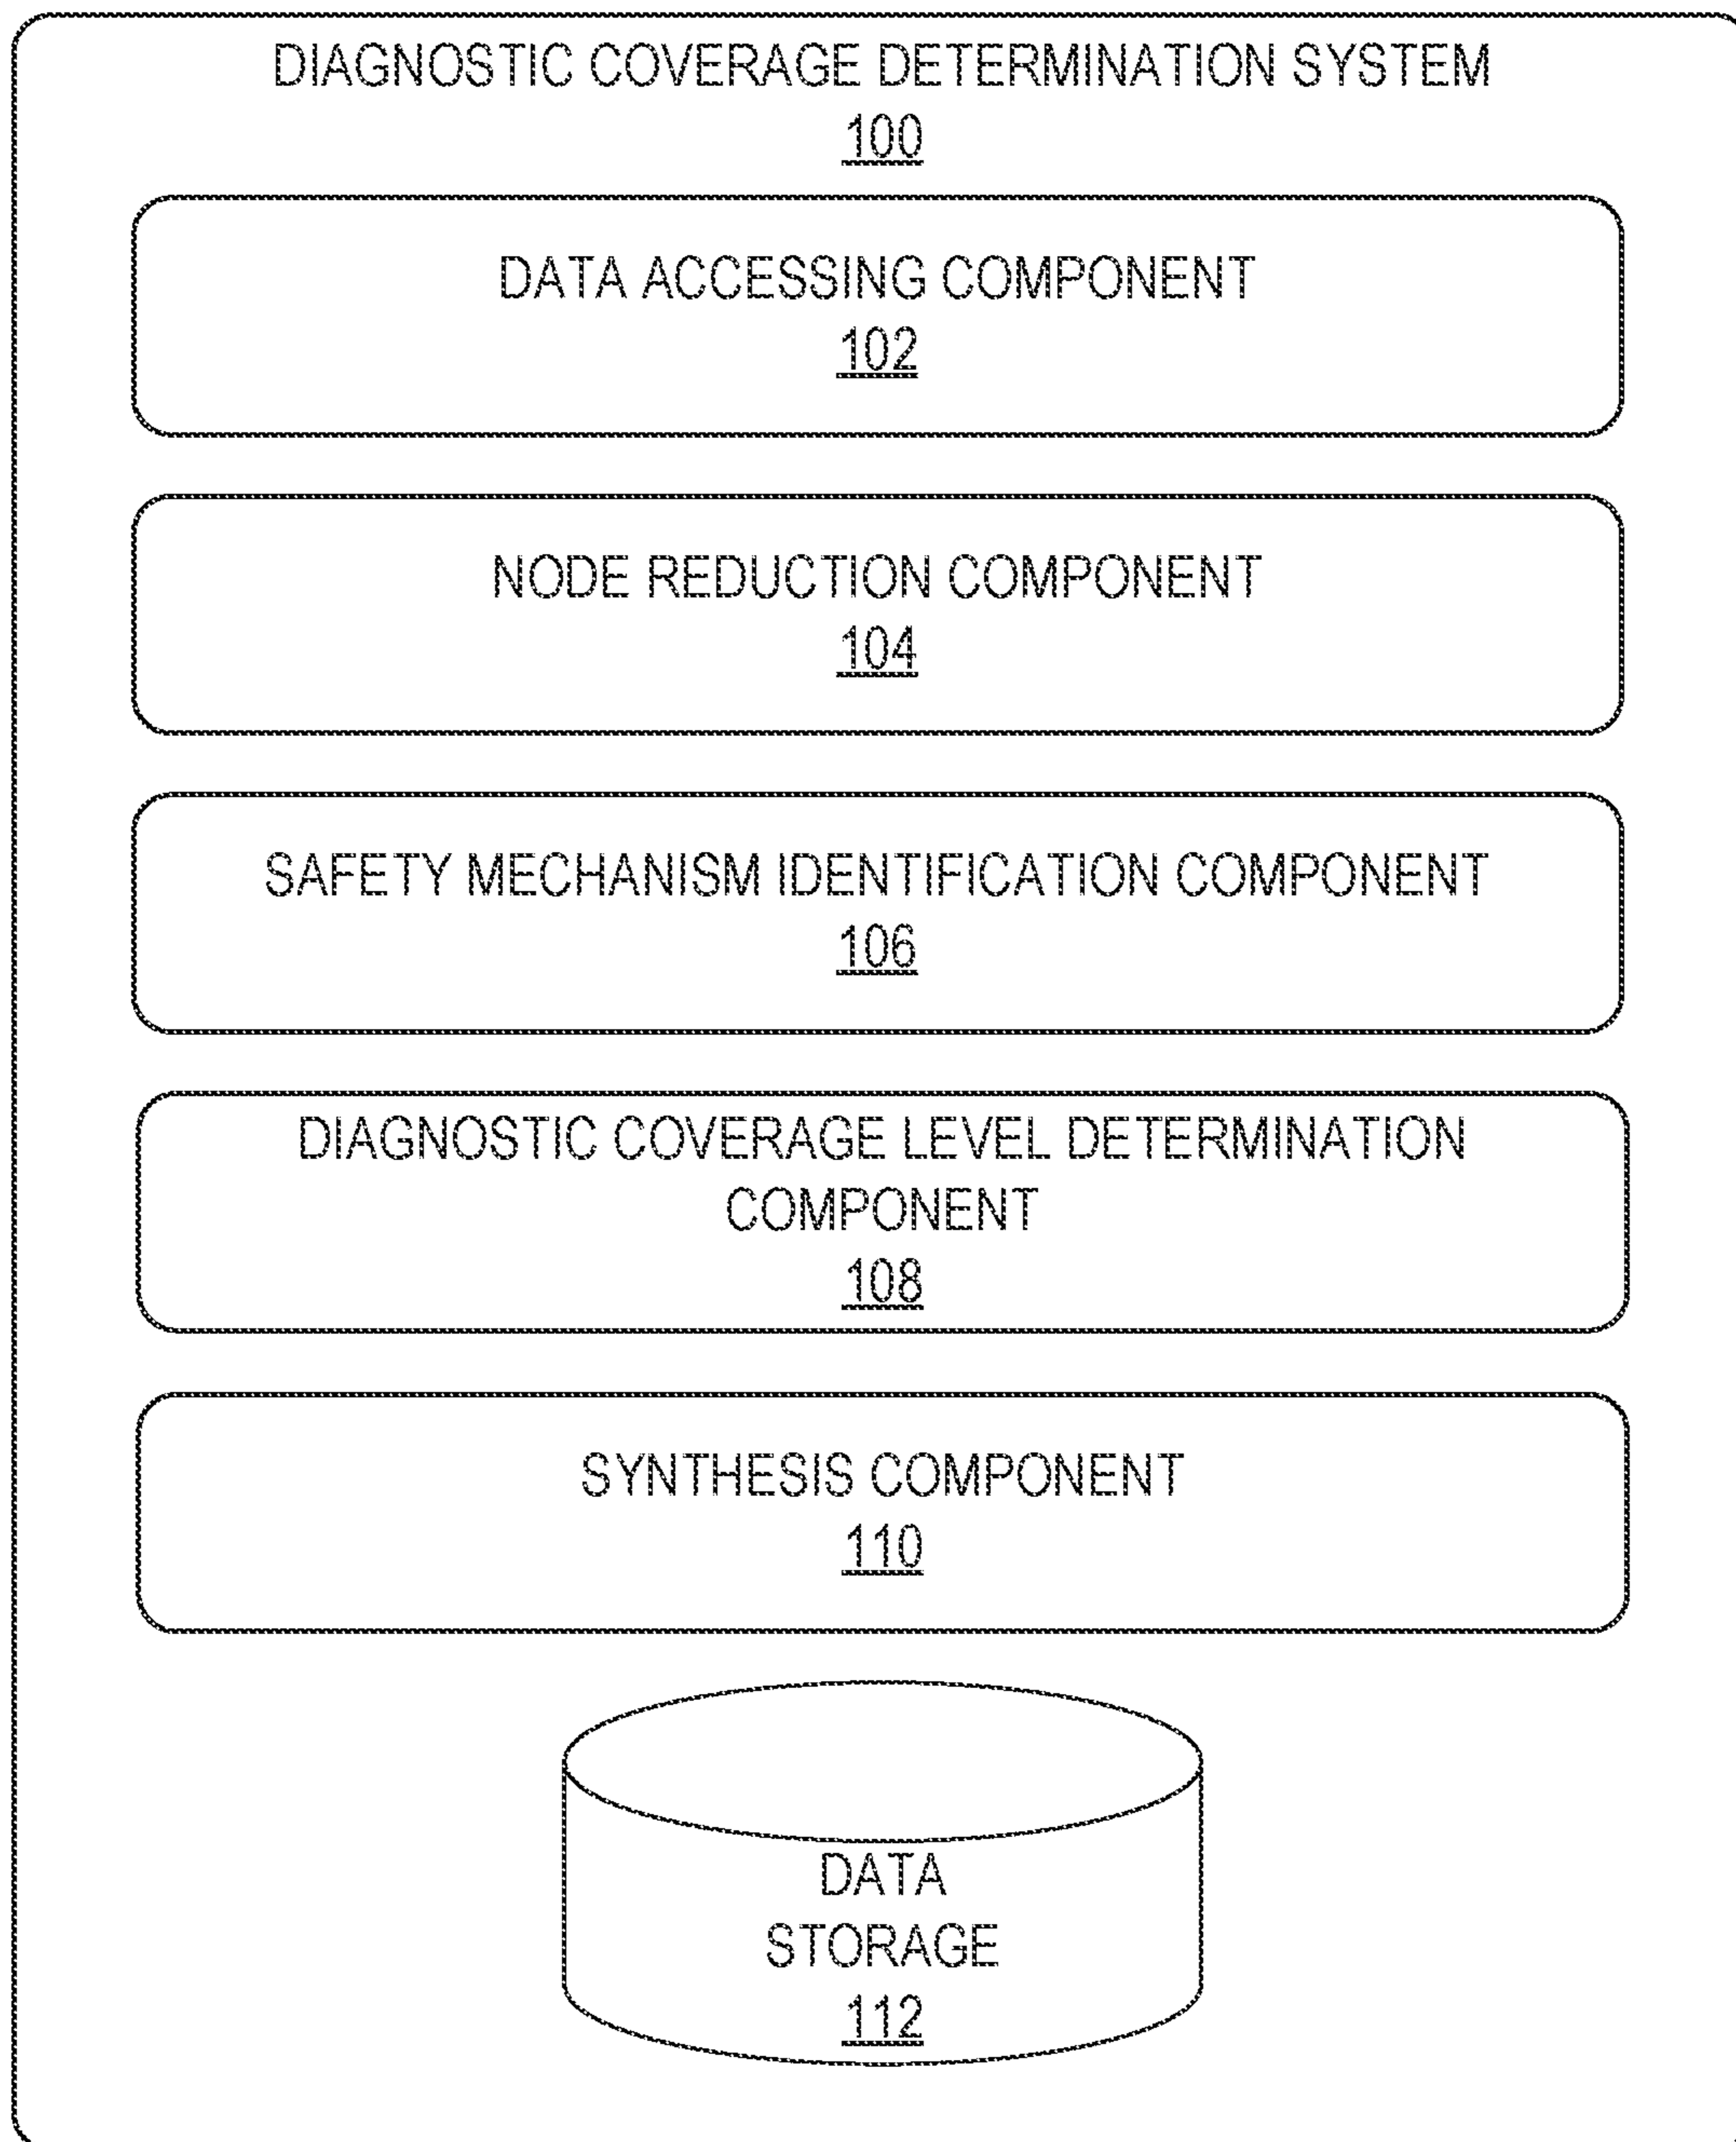 DIAGNOSTIC COVERAGE DETERMINATION SYSTEM
100
DATA ACCESSING COMPONENT
102
NODE REDUCTION COMPONENT
104
SAFETY MECHANISM IDENTIFICATION COMPONENT
106
DIAGNOSTIC COVERAGE LEVEL DETERMINATION
COMPONENT
108
SYNTHESIS COMPONENT
110
DATA
STORAGE
112